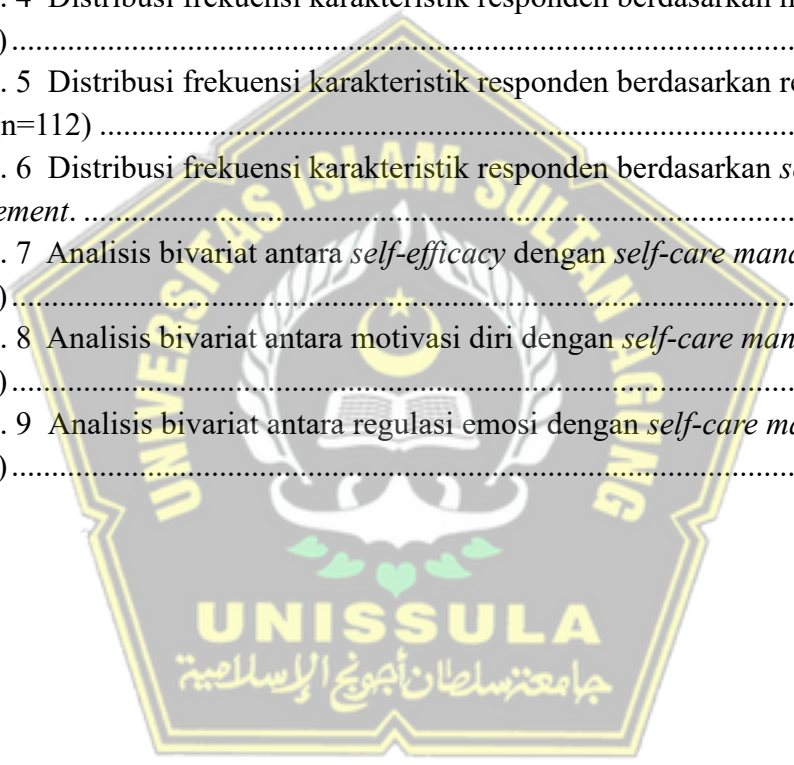 . 4 Distribusi frekuensi karakteristik responden berdasarkan
)
. 5 Distribusi frekuensi karakteristik responden berdasarkan re
n=112)
. 6 Distribusi frekuensi karakteristik responden berdasarkan s
ement.
. 7 Analisis bivariat antara self-efficacy dengan self-care mana
)
. 8 Analisis bivariat antara motivasi diri dengan self-care man
)
. 9 Analisis bivariat antara regulasi emosi dengan self-care ma
)
UNIVERSITAS ISLAM SULTAN AGUNG
UNISSULA
جامعة سلطان أجونج الإسلامية